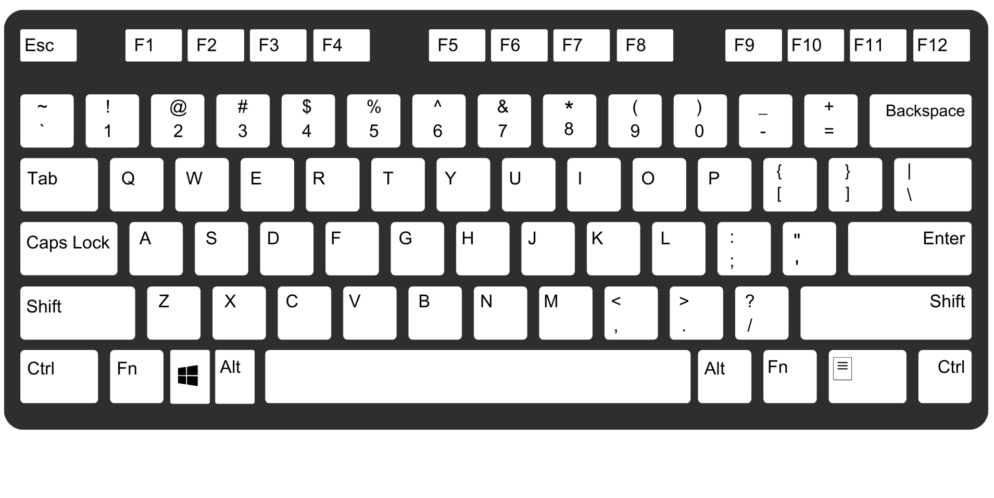 Esc F1 F2 F3 F4 F5 F6 F7 F8 F9 F10 F11 F12
~ ! @ # $ % ^ & * ( ) _ + Backspace
` 1 2 3 4 5 6 7 8 9 0 - =
Tab Q W E R T Y U I O P { } |
[ ] \
Caps Lock A S D F G H J K L : " Enter
; '
Shift Z X C V B N M < > ? Shift
, . /
Ctrl Fn Alt Alt Fn Ctrl